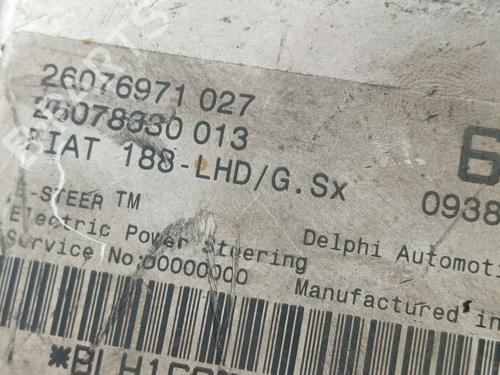 26076971 027
26078330 013
FIAT 188-LHD/G.Sx
6
0938
E-STEER TM
Electric Power Steering
Delphi Automoti
Service No:00000000
Manufactured in